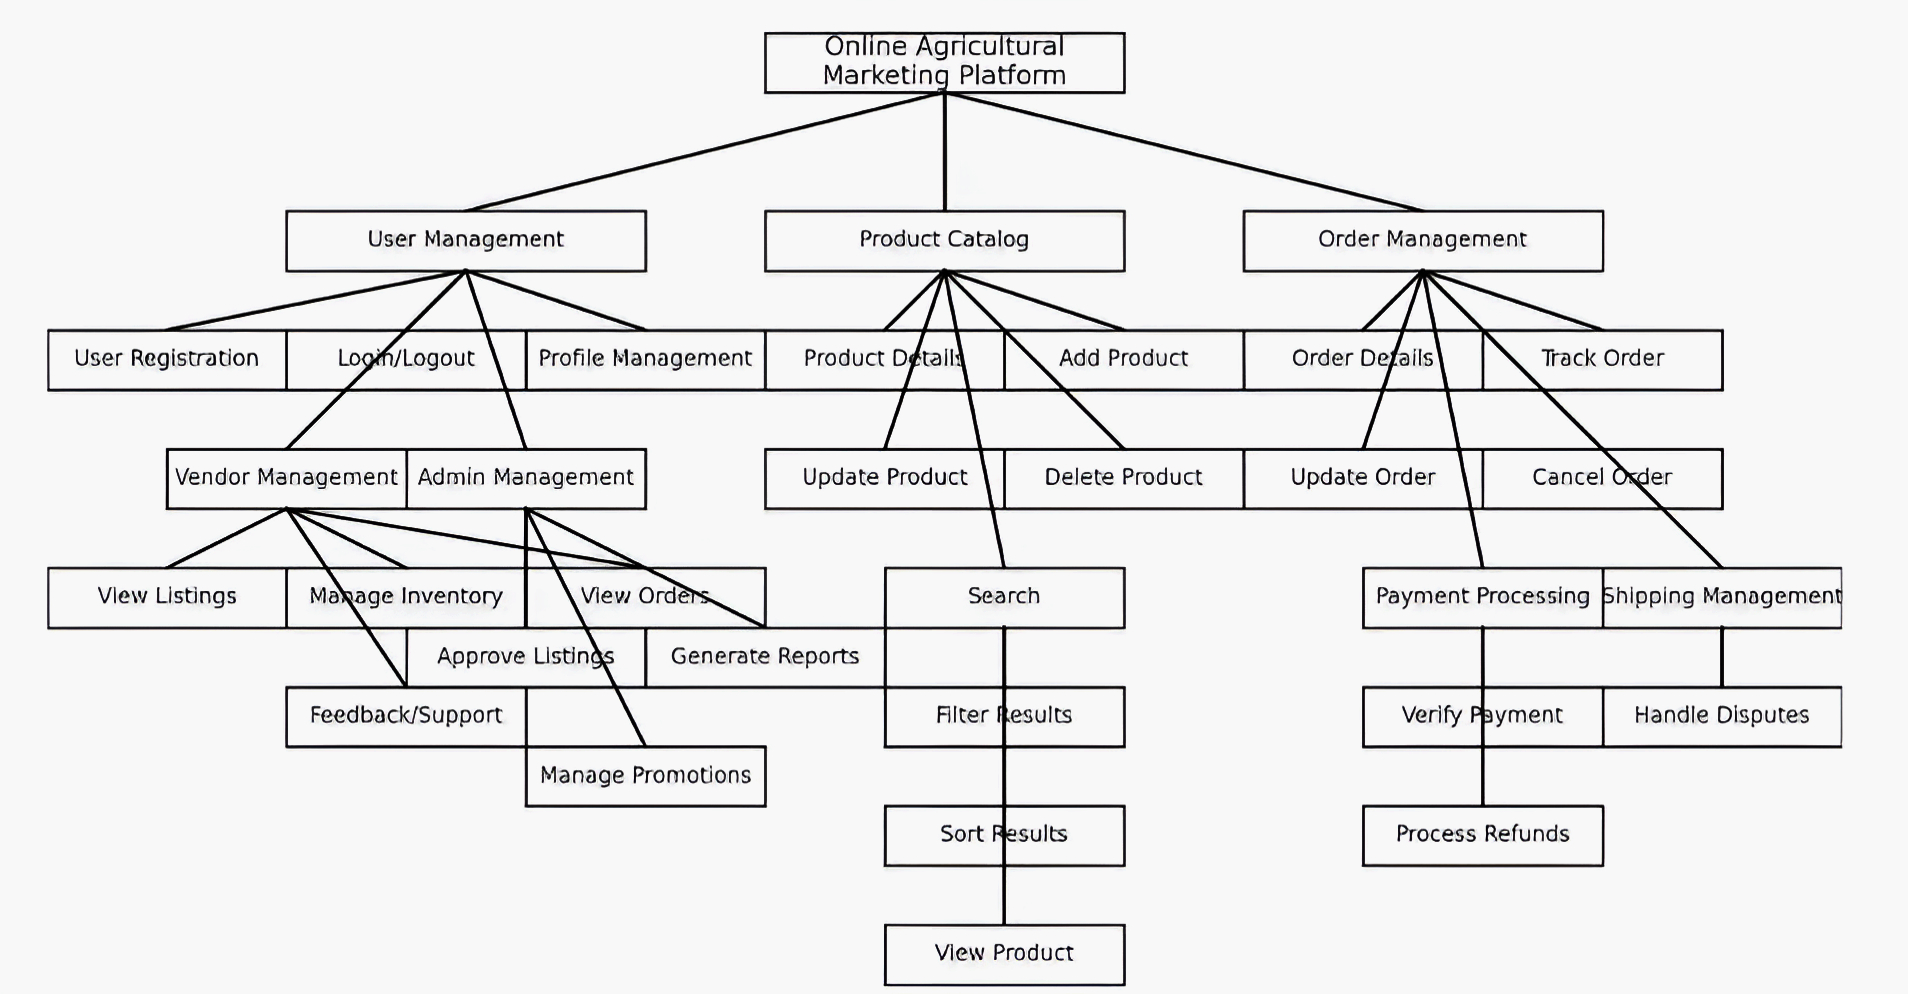 Online Agricultural
Marketing Platform
User Management
Product Catalog
Order Management
User Registration
Login/Logout
Profile Management
Product Details
Add Product
Order Details
Track Order
Vendor Management
Admin Management
Update Product
Delete Product
Update Order
Cancel Order
View Listings
Manage Inventory
View Orders
Search
Payment Processing
Shipping Management
Approve Listings
Generate Reports
Feedback/Support
Filter Results
Verify Payment
Handle Disputes
Manage Promotions
Sort Results
Process Refunds
View Product